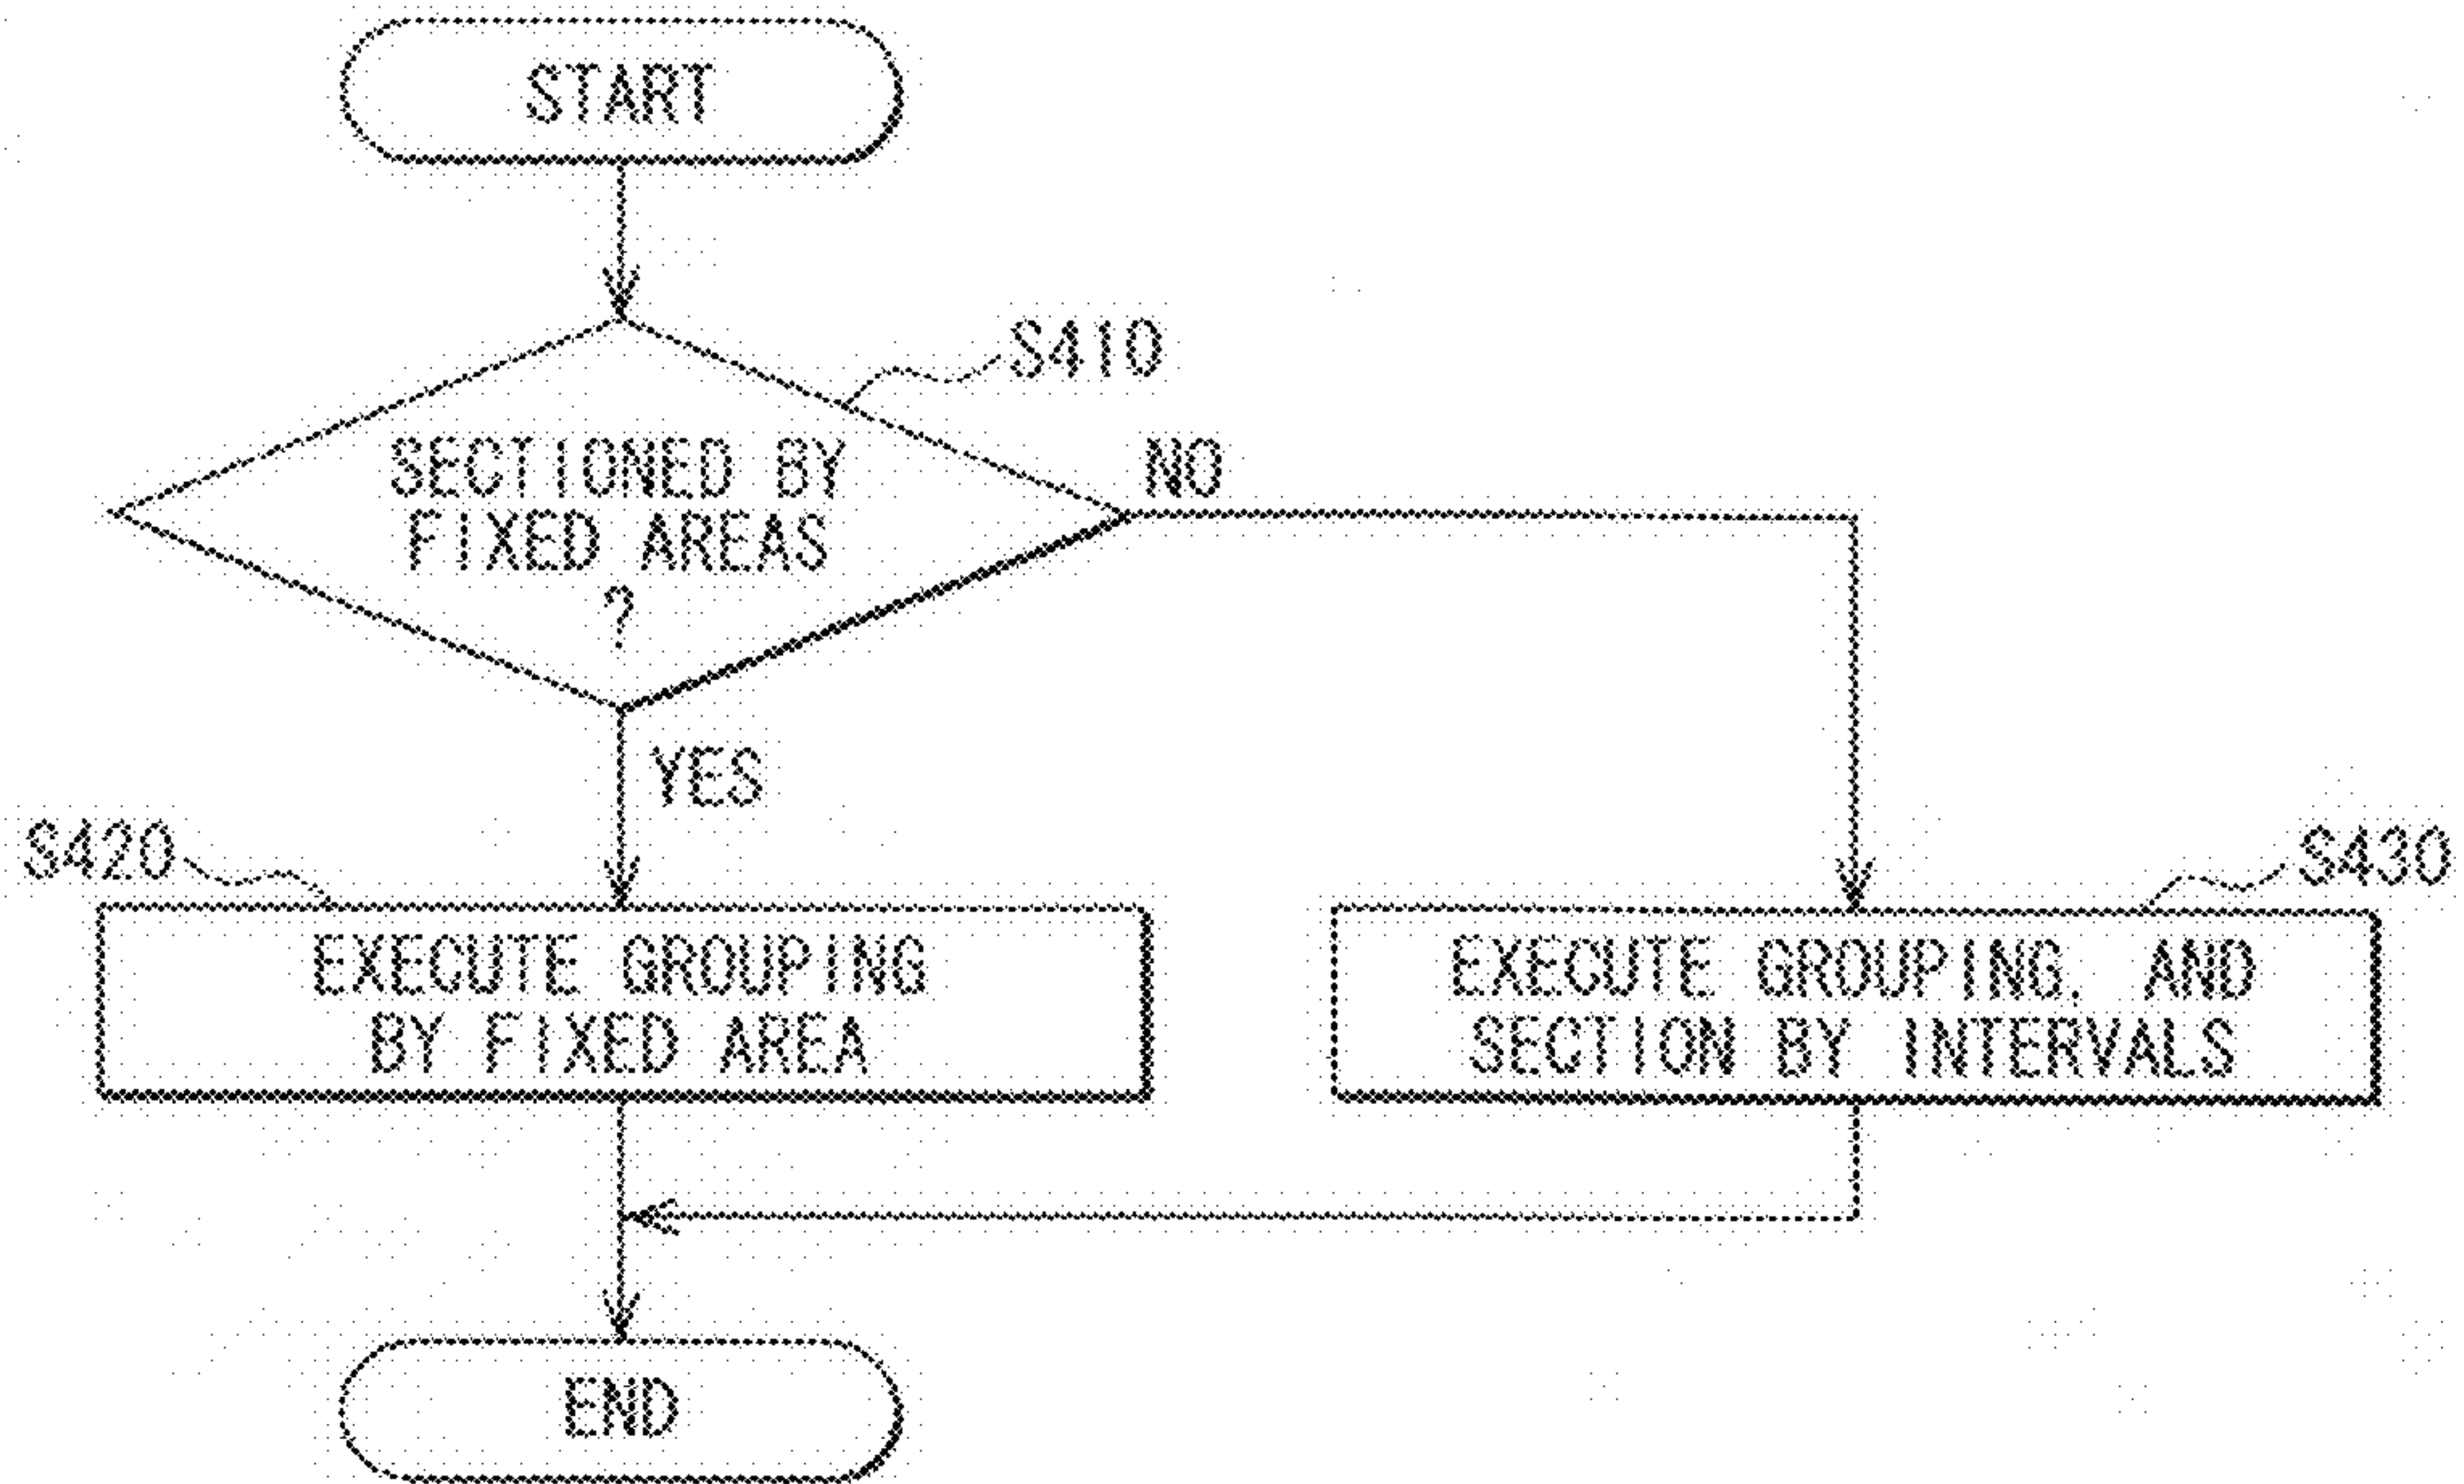 START
S410
SECTIONED BY
FIXED AREAS
?
NO
YES
S420
EXECUTE GROUPING
BY FIXED AREA
S430
EXECUTE GROUPING, AND
SECTION BY INTERVALS
END